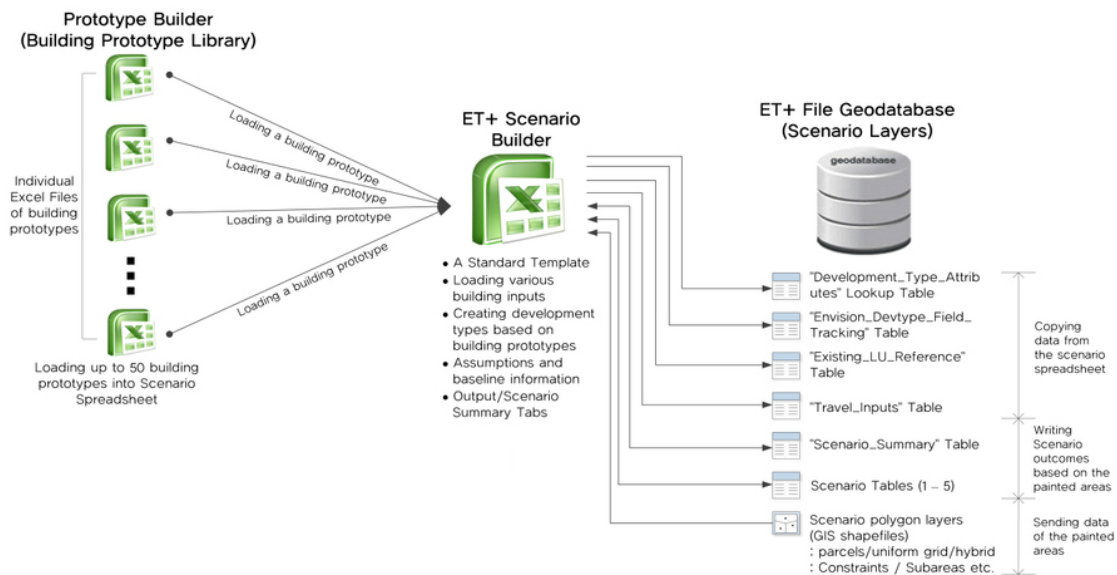 Prototype Builder
(Building Prototype Library)
Individual
Excel Files
of building
prototypes
Loading a building prototype
Loading a building prototype
Loading a building prototype
Loading a building prototype
Loading up to 50 building
prototypes into Scenario
Spreadsheet
ET+ Scenario
Builder
• A Standard Template
• Loading various
building inputs
• Creating development
types based on
building prototypes
• Assumptions and
baseline information
• Output/Scenario
Summary Tabs
ET+ File Geodatabase
(Scenario Layers)
geodatabase
"Development_Type_Attrib
utes" Lookup Table
"Envision_Devtype_Field_
Tracking" Table
"Existing_LU_Reference"
Table
"Travel_Inputs" Table
"Scenario_Summary" Table
Scenario Tables (1 – 5)
Scenario polygon layers
(GIS shapefiles)
: parcels/uniform grid/hybrid
: Constraints / Subareas etc.
Copying
data from
the scenario
spreadsheet
Writing
Scenario
outcomes
based on the
painted areas
Sending data
of the painted
areas